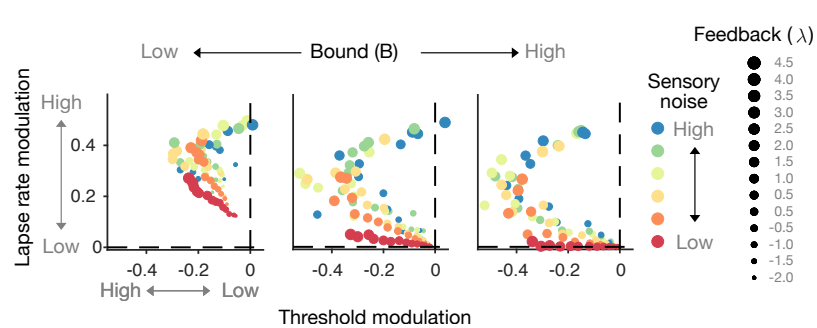 Feedback (λ)
Low Bound (B) High
Lapse rate modulation
High
Low
0.4
0.2
0
-0.4 -0.2 0
-0.4 -0.2 0
-0.4 -0.2 0
High Low
Threshold modulation
Sensory
noise
High
Low
4.5
4.0
3.5
3.0
2.5
2.0
1.5
1.0
0.5
0.5
-0.5
-1.0
-1.5
-2.0